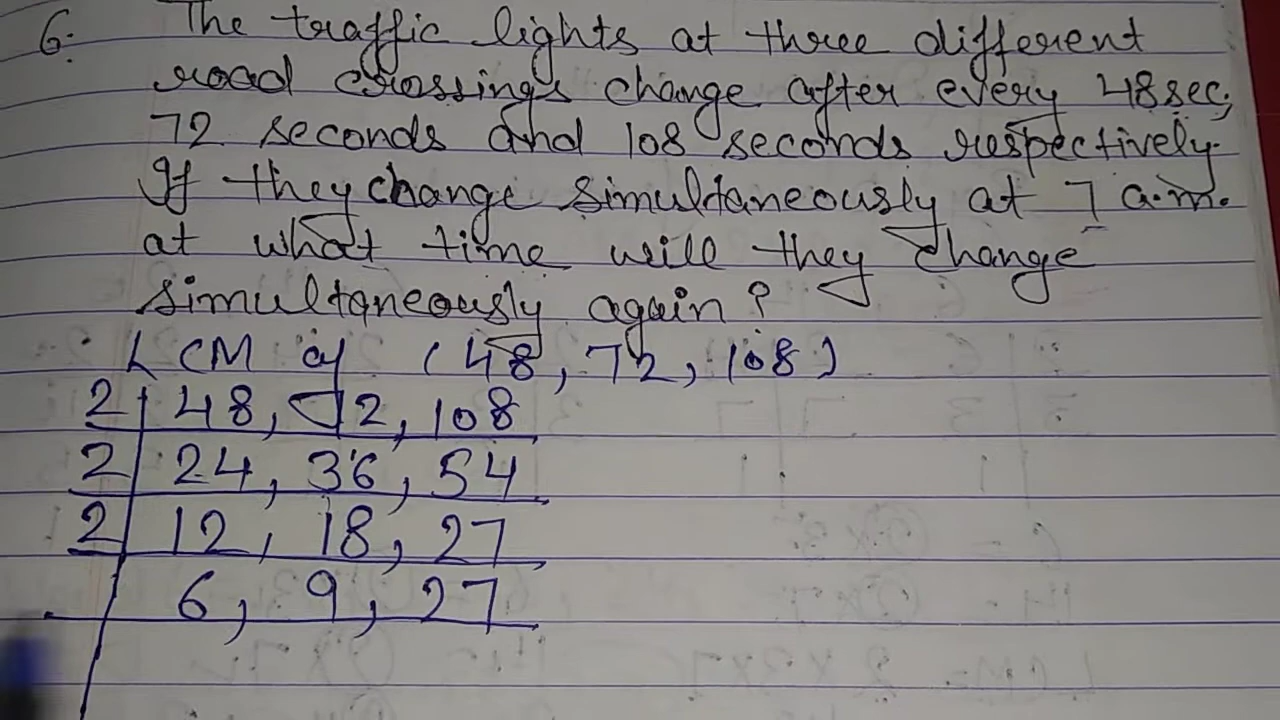 6. The traffic lights at three different
road crossings change after every 48 sec,
72 seconds and 108 seconds respectively.
If they change simultaneously at 7 a.m.
at what time will they change
simultaneously again?
LCM of (48, 72, 108)
2 | 48, 72, 108
2 | 24, 36, 54
2 | 12, 18, 27
6, 9, 27